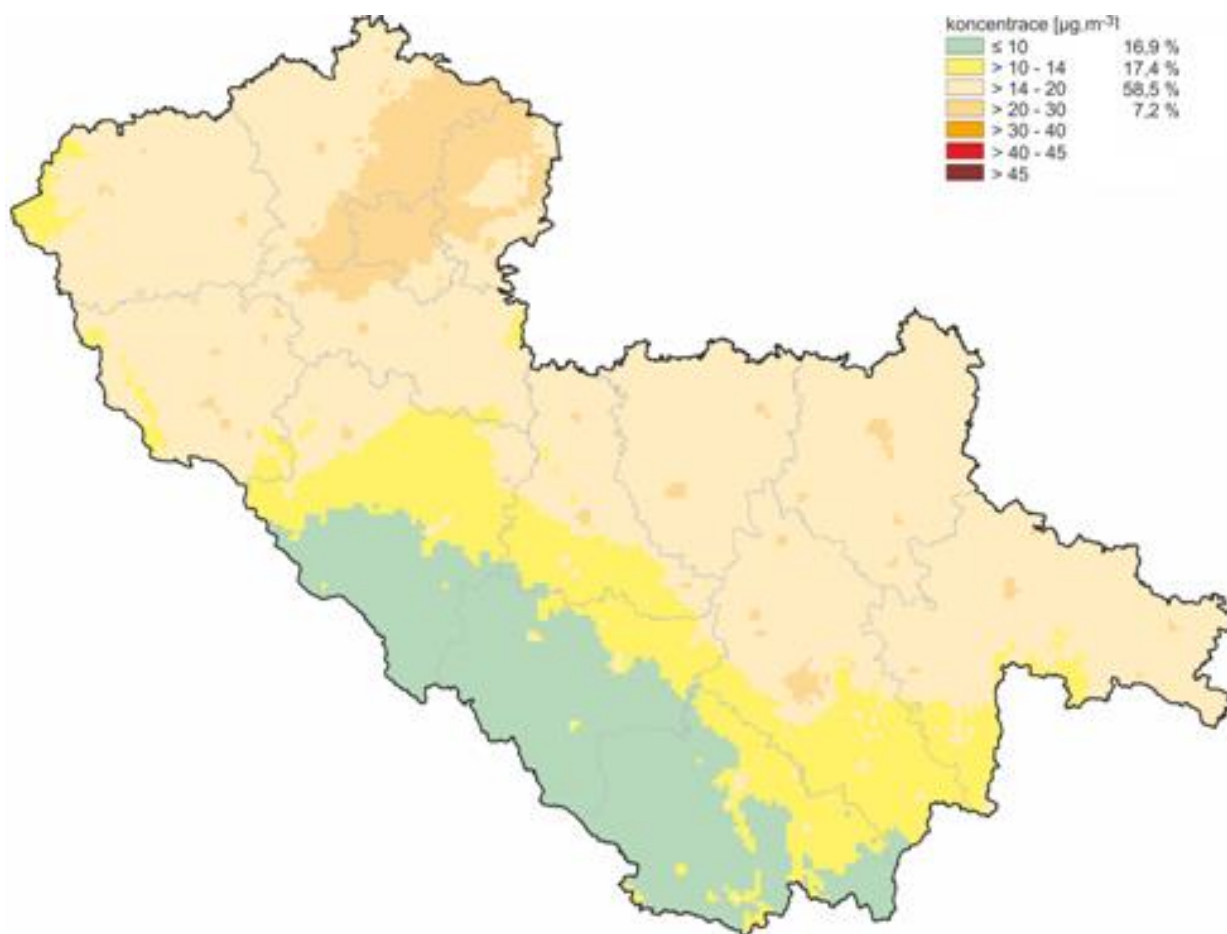 koncentrace [µg.m-3]
≤ 10 16,9 %
> 10 - 14 17,4 %
> 14 - 20 58,5 %
> 20 - 30 7,2 %
> 30 - 40
> 40 - 45
> 45